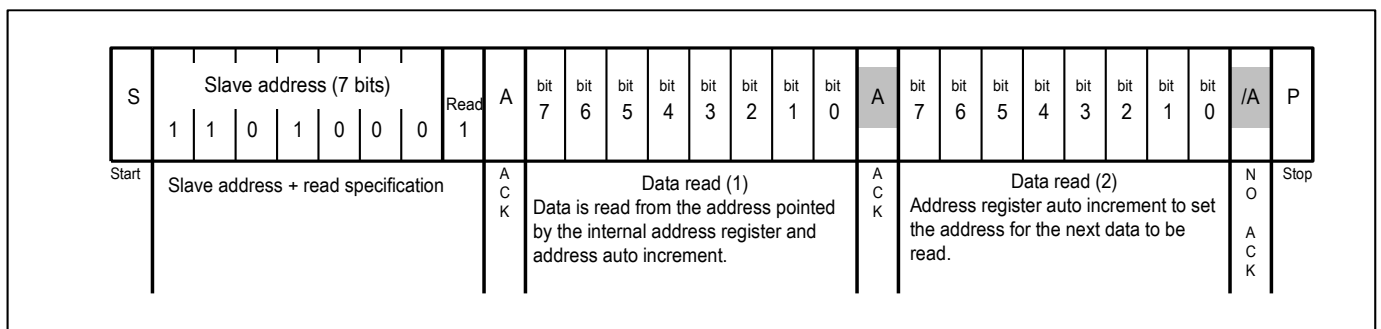 S Slave address (7 bits) Read A bit bit bit bit bit bit bit bit A bit bit bit bit bit bit bit bit /A P
1 1 0 1 0 0 0 1 7 6 5 4 3 2 1 0 7 6 5 4 3 2 1 0
Start
Slave address + read specification
A
C
K
Data read (1)
Data is read from the address pointed
by the internal address register and
address auto increment.
A
C
K
Data read (2)
Address register auto increment to set
the address for the next data to be
read.
N
O
A
C
K
Stop